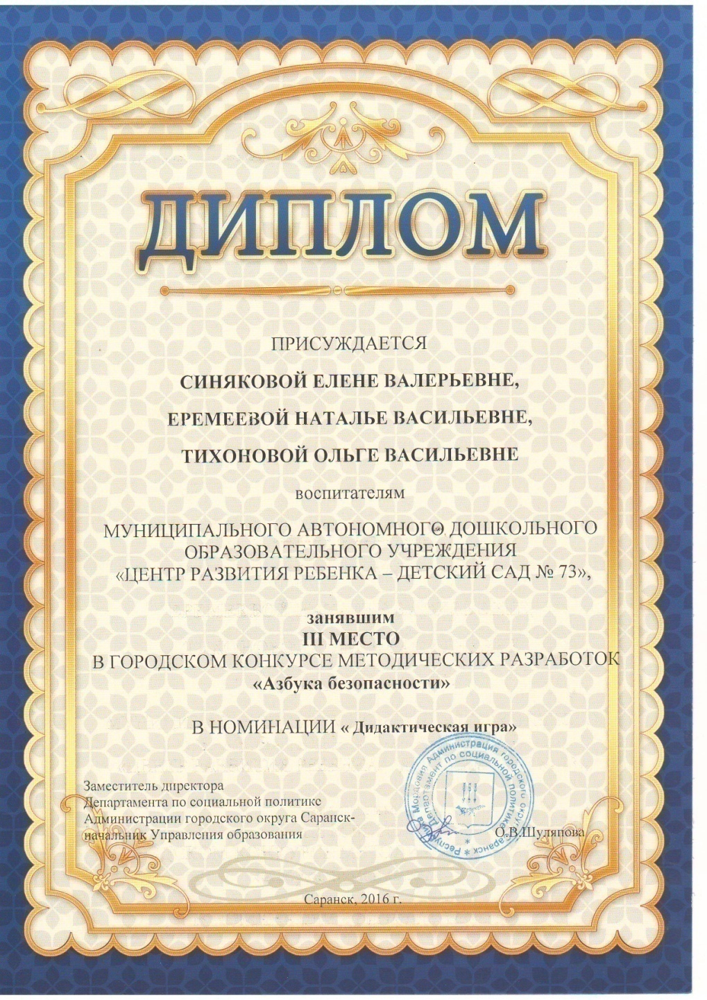 ДИПЛОМ
ПРИСУЖДАЕТСЯ
СИНЯКОВОЙ ЕЛЕНЕ ВАЛЕРЬЕВНЕ,
ЕРЕМЕЕВОЙ НАТАЛЬЕ ВАСИЛЬЕВНЕ,
ТИХОНОВОЙ ОЛЬГЕ ВАСИЛЬЕВНЕ
воспитателям
МУНИЦИПАЛЬНОГО АВТОНОМНОГО ДОШКОЛЬНОГО
ОБРАЗОВАТЕЛЬНОГО УЧРЕЖДЕНИЯ
«ЦЕНТР РАЗВИТИЯ РЕБЕНКА – ДЕТСКИЙ САД № 73»,
занявшим
III МЕСТО
В ГОРОДСКОМ КОНКУРСЕ МЕТОДИЧЕСКИХ РАЗРАБОТОК
«Азбука безопасности»
В НОМИНАЦИИ « Дидактическая игра»
Заместитель директора
Департамента по социальной политике
Администрации городского округа Саранск-
начальник Управления образования
О.В.Шуляпова
Республика Мордовия Администрация городского округа Саранск *
Департамент по социальной политике *
Саранск, 2016 г.